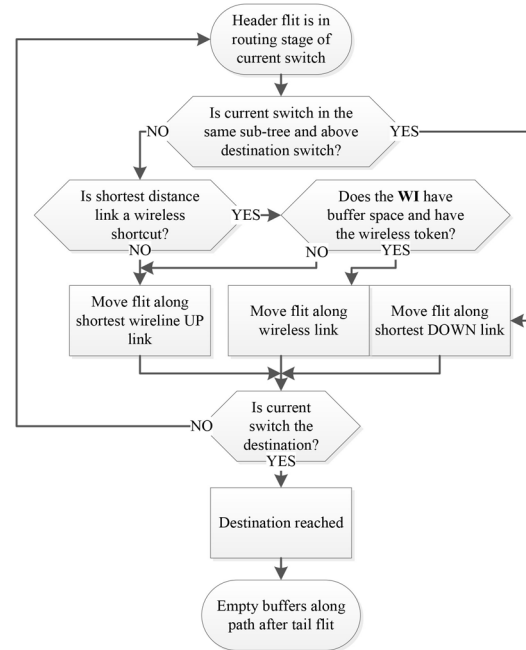 Header flit is in
routing stage of
current switch
Is current switch in the
same sub-tree and above
destination switch?
NO
YES
Is shortest distance
link a wireless
shortcut?
YES
NO
Does the WI have
buffer space and have
the wireless token?
NO
YES
Move flit along
shortest wireline UP
link
Move flit along
wireless link
Move flit along
shortest DOWN link
Is current
switch the
destination?
NO
YES
Destination reached
Empty buffers along
path after tail flit